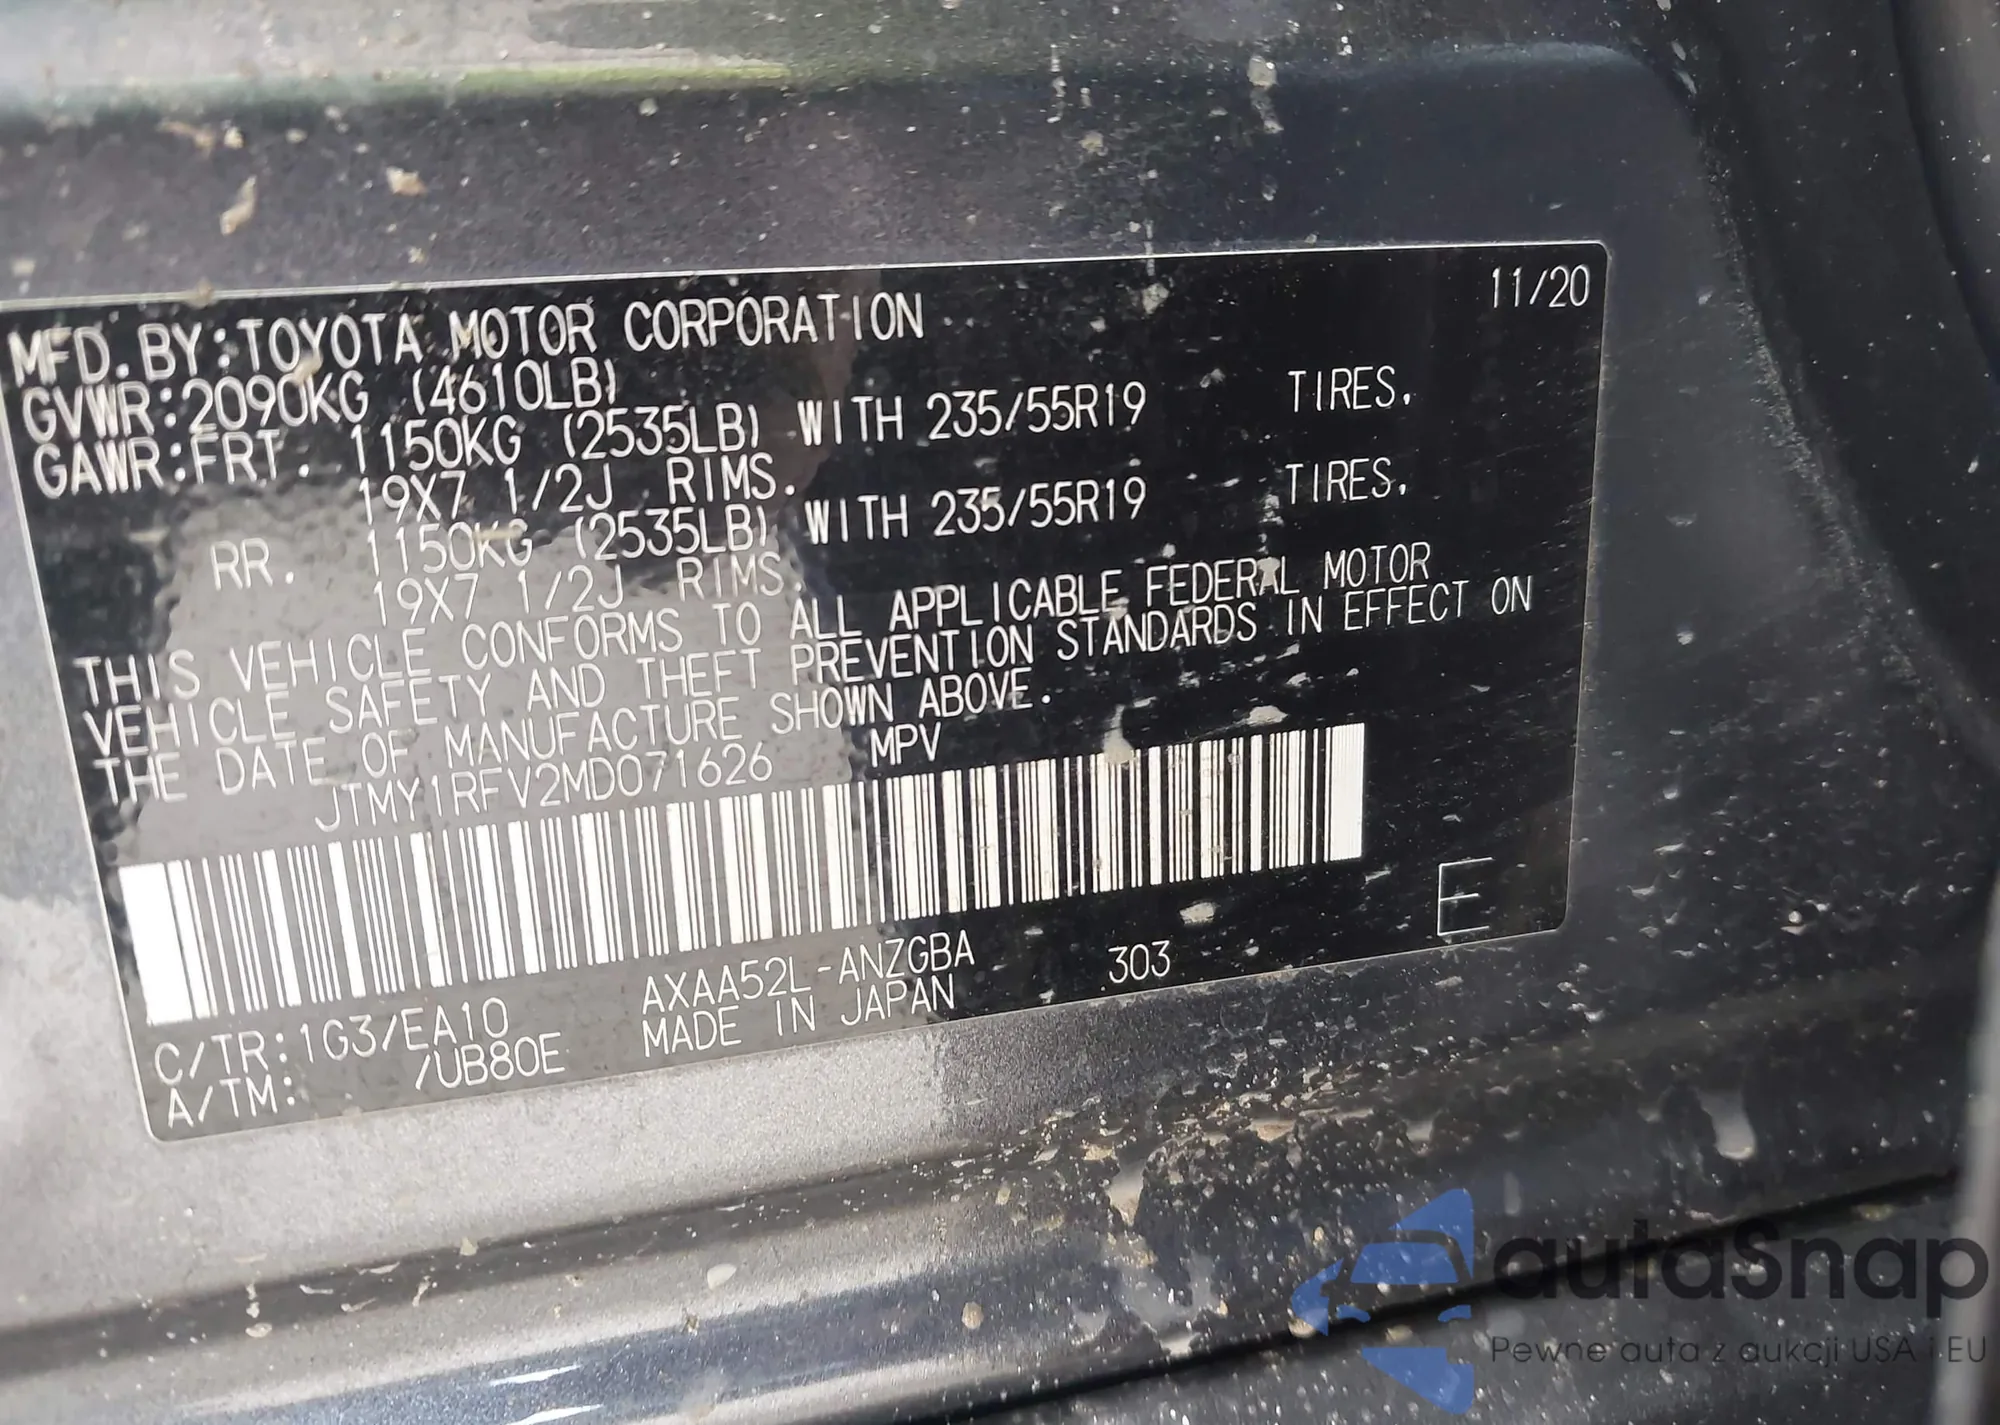 11/20
MFD. BY:TOYOTA MOTOR CORPORATION
GVWR:2090KG (4610LB)
GAWR:FRT. 1150KG (2535LB) WITH 235/55R19 TIRES,
19X7 1/2J RIMS.
RR. 1150KG (2535LB) WITH 235/55R19 TIRES,
19X7 1/2J RIMS.
THIS VEHICLE CONFORMS TO ALL APPLICABLE FEDERAL MOTOR
VEHICLE SAFETY AND THEFT PREVENTION STANDARDS IN EFFECT ON
THE DATE OF MANUFACTURE SHOWN ABOVE.
JTMY1RFV2MD071626 MPV
E
C/TR:1G3/EA10 AXAA52L-ANZGBA 303
A/TM: /UB80E MADE IN JAPAN
autaSnap
Pewne auta z aukcji USA i EU